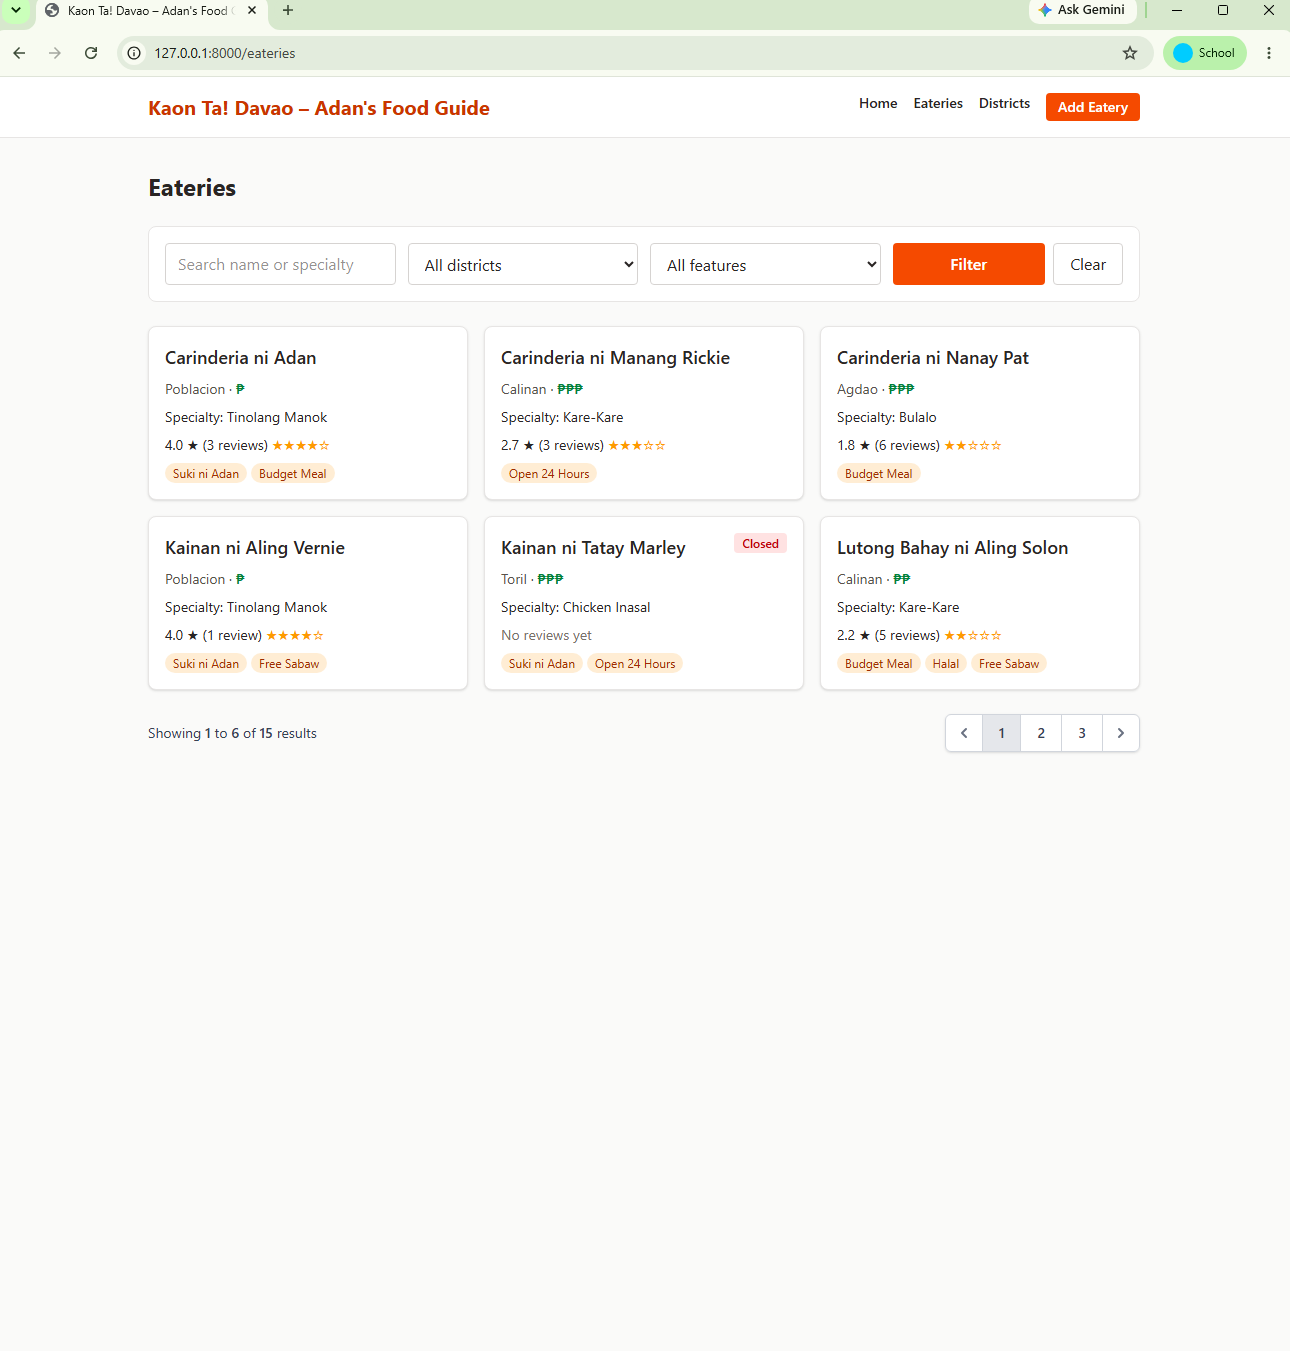 Kaon Ta! Davao – Adan's Food
Ask Gemini
127.0.0.1:8000/eateries
School
Kaon Ta! Davao – Adan's Food Guide
Home
Eateries
Districts
Add Eatery
Eateries
Search name or specialty
All districts
All features
Filter
Clear
Carinderia ni Adan
Poblacion · ₱
Specialty: Tinolang Manok
4.0 ★ (3 reviews) ★★★★☆
Suki ni Adan
Budget Meal
Carinderia ni Manang Rickie
Calinan · ₱₱₱
Specialty: Kare-Kare
2.7 ★ (3 reviews) ★★★☆☆
Open 24 Hours
Carinderia ni Nanay Pat
Agdao · ₱₱₱
Specialty: Bulalo
1.8 ★ (6 reviews) ★★☆☆☆
Budget Meal
Kainan ni Aling Vernie
Poblacion · ₱
Specialty: Tinolang Manok
4.0 ★ (1 review) ★★★★☆
Suki ni Adan
Free Sabaw
Kainan ni Tatay Marley
Closed
Toril · ₱₱₱
Specialty: Chicken Inasal
No reviews yet
Suki ni Adan
Open 24 Hours
Lutong Bahay ni Aling Solon
Calinan · ₱₱
Specialty: Kare-Kare
2.2 ★ (5 reviews) ★★☆☆☆
Budget Meal
Halal
Free Sabaw
Showing 1 to 6 of 15 results
1
2
3